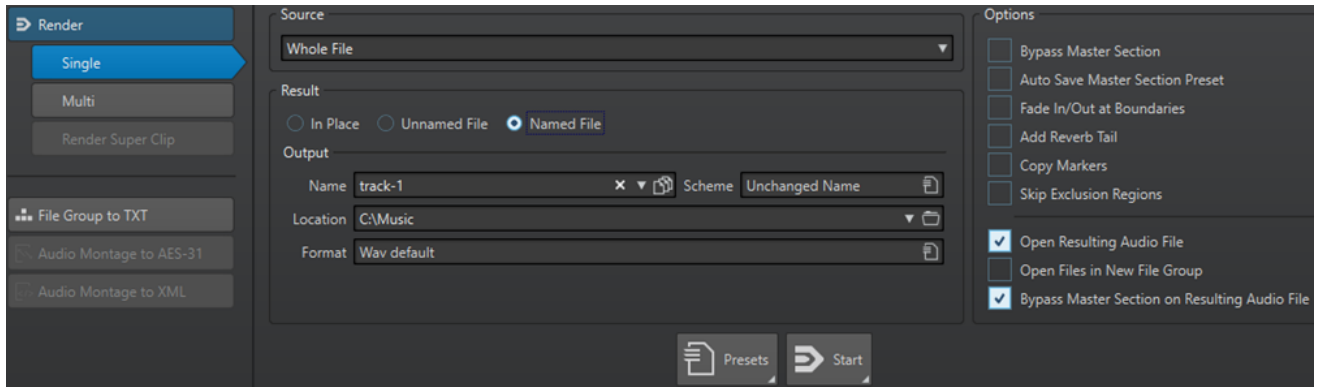 Render
Single
Multi
Render Super Clip
File Group to TXT
Audio Montage to AES-31
Audio Montage to XML
Source
Whole File
Result
In Place Unnamed File Named File
Output
Name track-1 Scheme Unchanged Name
Location C:\Music
Format Wav default
Presets Start
Options
Bypass Master Section
Auto Save Master Section Preset
Fade In/Out at Boundaries
Add Reverb Tail
Copy Markers
Skip Exclusion Regions
Open Resulting Audio File
Open Files in New File Group
Bypass Master Section on Resulting Audio File